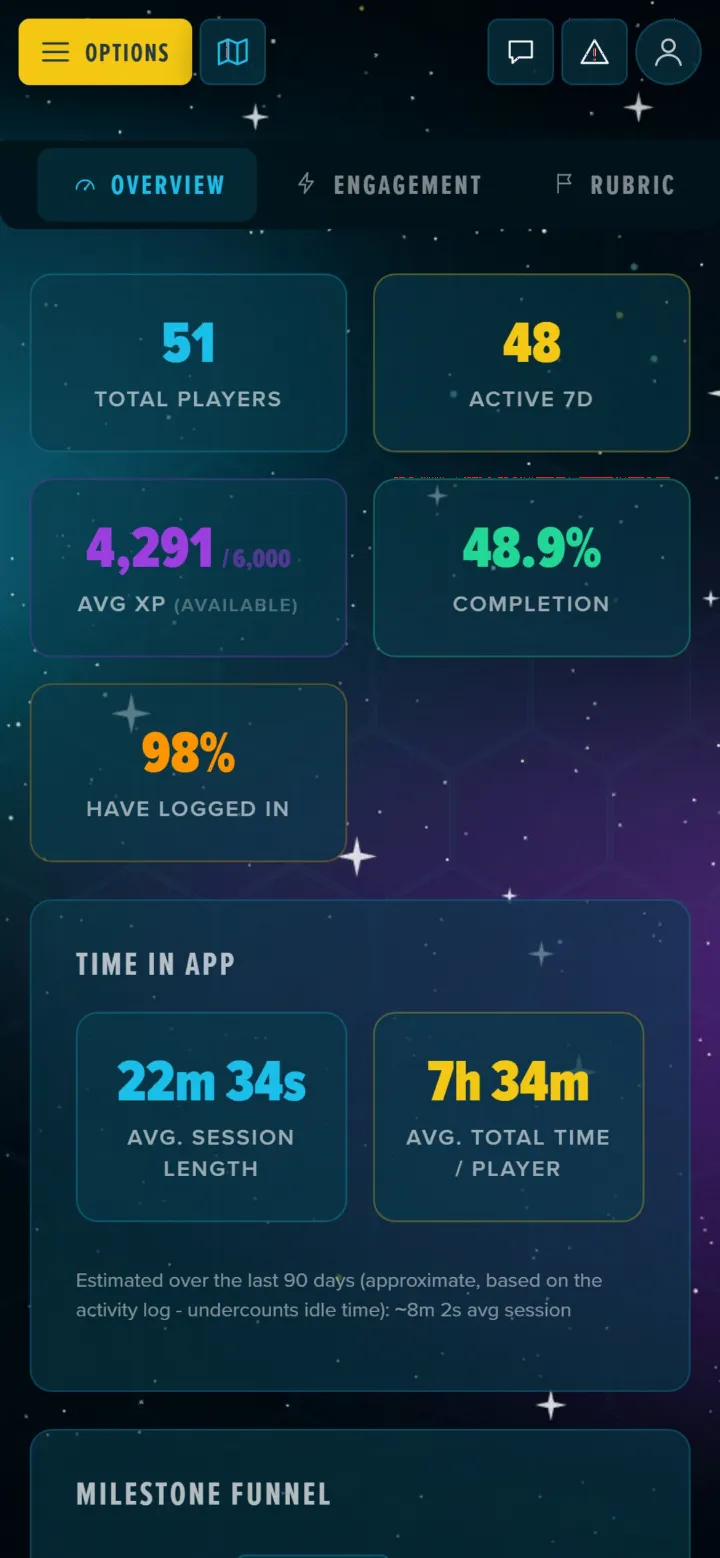 OPTIONS
OVERVIEW ENGAGEMENT RUBRIC
51
TOTAL PLAYERS
48
ACTIVE 7D
4,291 / 6,000
AVG XP (AVAILABLE)
48.9%
COMPLETION
98%
HAVE LOGGED IN
TIME IN APP
22m 34s
AVG. SESSION
LENGTH
7h 34m
AVG. TOTAL TIME
/ PLAYER
Estimated over the last 90 days (approximate, based on the
activity log - undercounts idle time): ~8m 2s avg session
MILESTONE FUNNEL